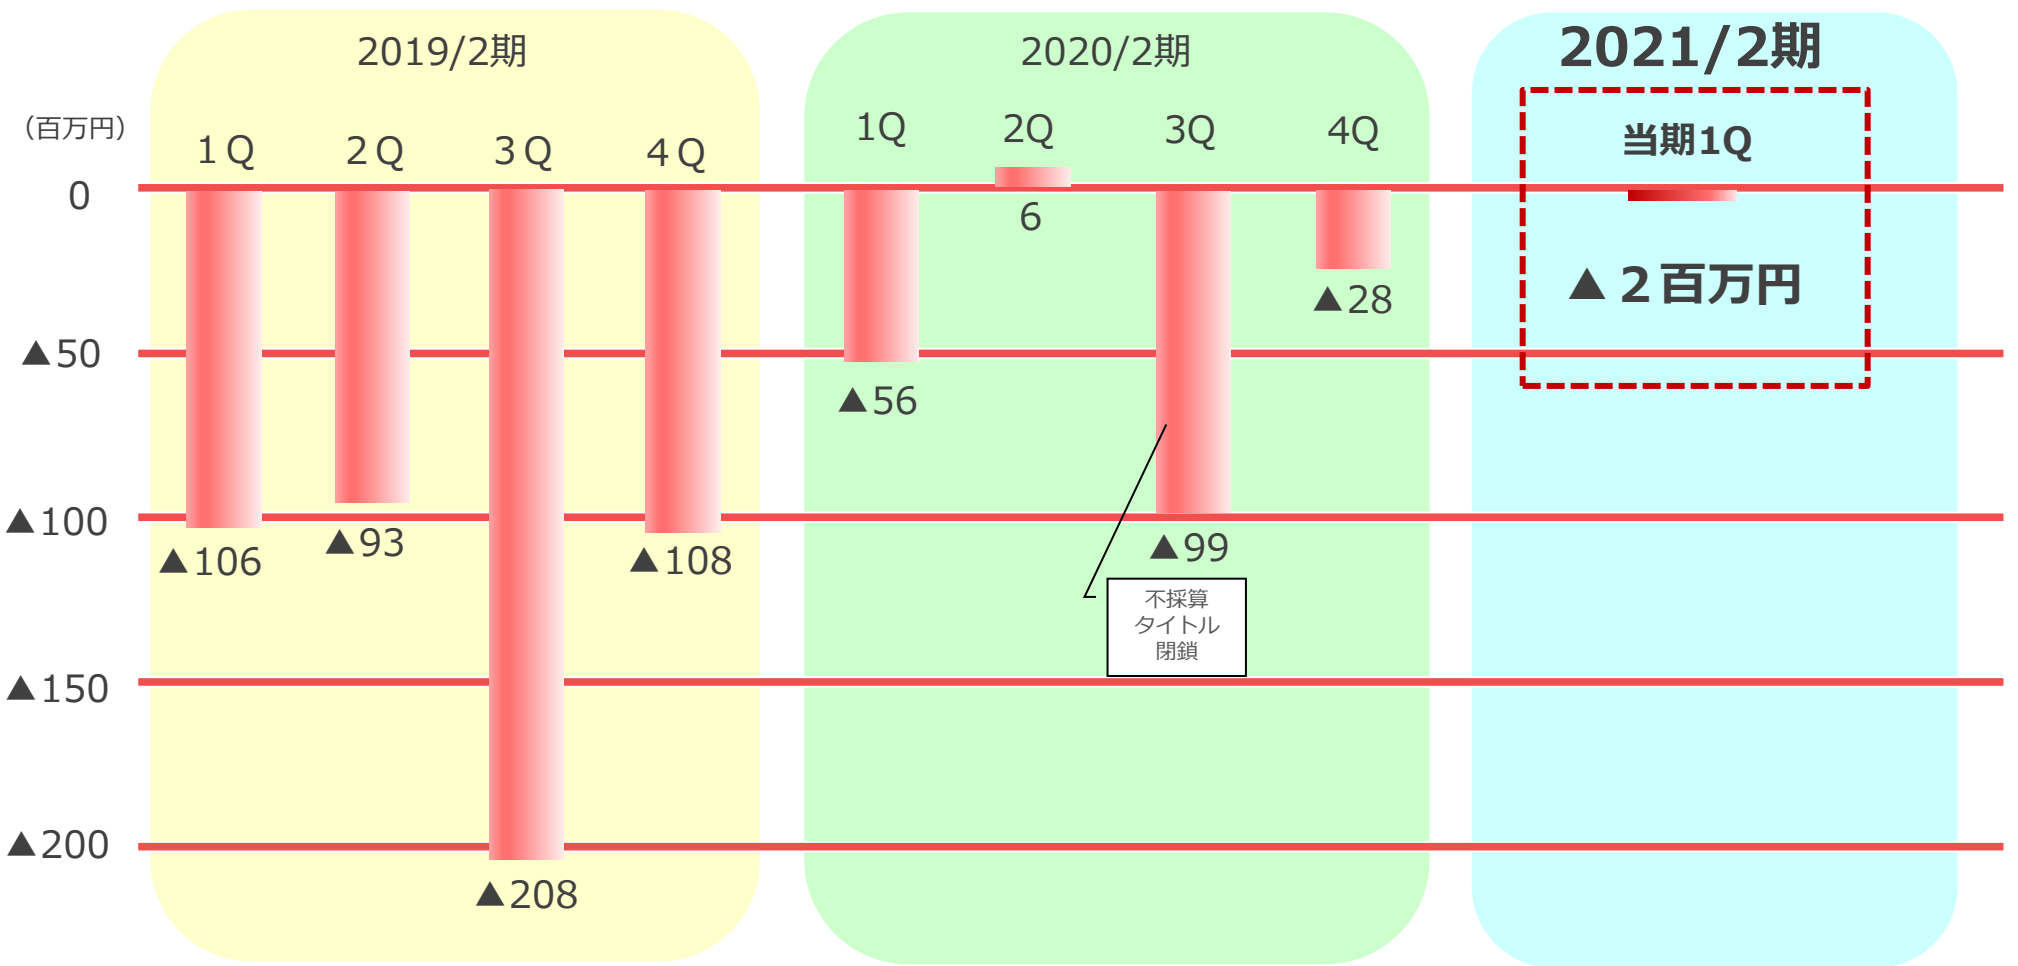 2019/2期
2020/2期
2021/2期
（百万円）
１Ｑ
２Ｑ
３Ｑ
４Ｑ
1Q
2Q
3Q
4Q
当期1Q
0
6
▲２百万円
▲28
▲50
▲56
▲100
▲106
▲93
▲108
▲99
不採算
タイトル
閉鎖
▲150
▲200
▲208